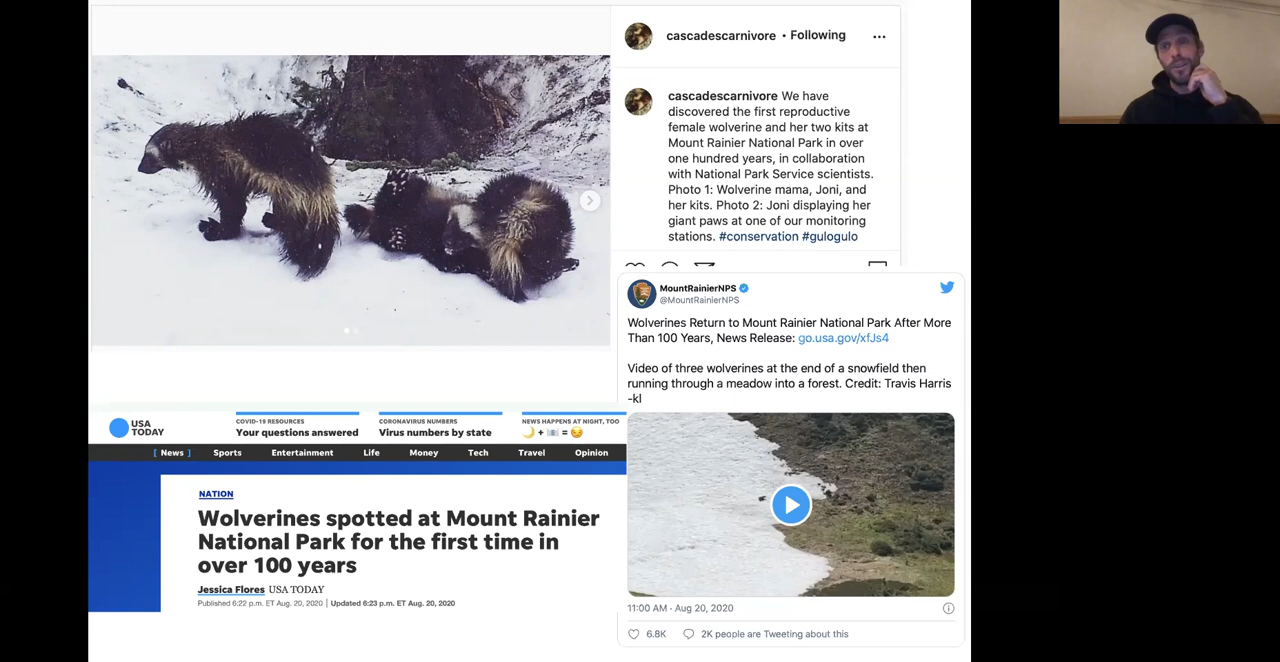 cascadescarnivore • Following
...
cascadescarnivore We have
discovered the first reproductive
female wolverine and her two kits at
Mount Rainier National Park in over
one hundred years, in collaboration
with National Park Service scientists.
Photo 1: Wolverine mama, Joni, and
her kits. Photo 2: Joni displaying her
giant paws at one of our monitoring
stations. #conservation #gulogulo
MountRainierNPS
@MountRainierNPS
Wolverines Return to Mount Rainier National Park After More
Than 100 Years, News Release: go.usa.gov/xfJs4
Video of three wolverines at the end of a snowfield then
running through a meadow into a forest. Credit: Travis Harris
-kl
11:00 AM · Aug 20, 2020
6.8K 2K people are Tweeting about this
USA
TODAY
COVID-19 RESOURCES
Your questions answered
CORONAVIRUS NUMBERS
Virus numbers by state
NEWS HAPPENS AT NIGHT, TOO
🌙 + 📧 = 😏
[ News ] Sports Entertainment Life Money Tech Travel Opinion
NATION
Wolverines spotted at Mount Rainier
National Park for the first time in
over 100 years
Jessica Flores USA TODAY
Published 6:22 p.m. ET Aug. 20, 2020 | Updated 6:23 p.m. ET Aug. 20, 2020